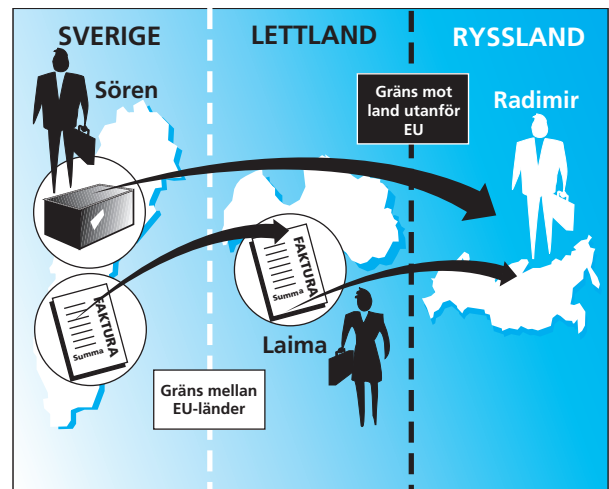 SVERIGE
LETTLAND
RYSSLAND
Sören
Gräns mot
land utanför
EU
Radimir
FAKTURA
Summa
FAKTURA
Summa
Laima
Gräns mellan
EU-länder